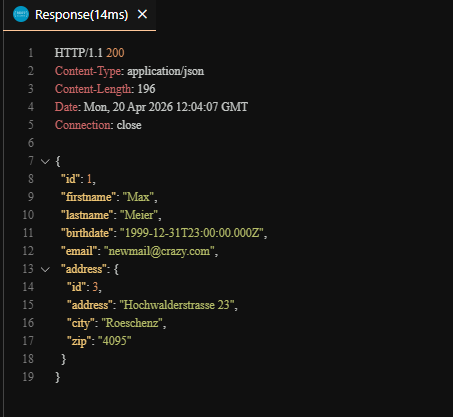 Response(14ms)
1 HTTP/1.1 200
2 Content-Type: application/json
3 Content-Length: 196
4 Date: Mon, 20 Apr 2026 12:04:07 GMT
5 Connection: close
6
7 {
8 "id": 1,
9 "firstname": "Max",
10 "lastname": "Meier",
11 "birthdate": "1999-12-31T23:00:00.000Z",
12 "email": "newmail@crazy.com",
13 "address": {
14 "id": 3,
15 "address": "Hochwalderstrasse 23",
16 "city": "Roeschenz",
17 "zip": "4095"
18 }
19 }